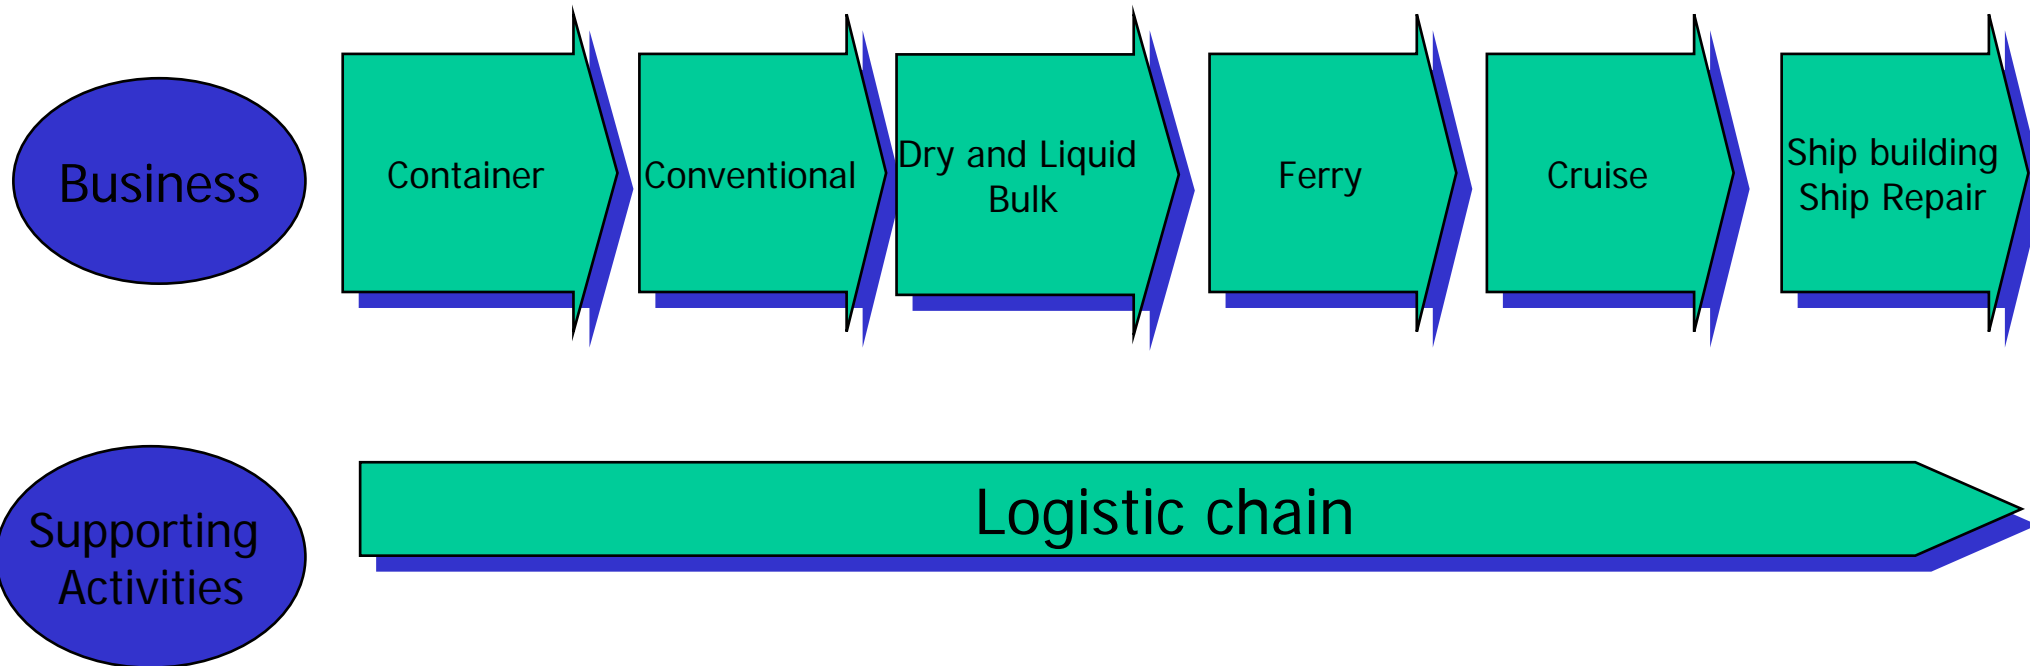 Business
Container
Conventional
Dry and Liquid
Bulk
Ferry
Cruise
Ship building
Ship Repair
Supporting
Activities
Logistic chain